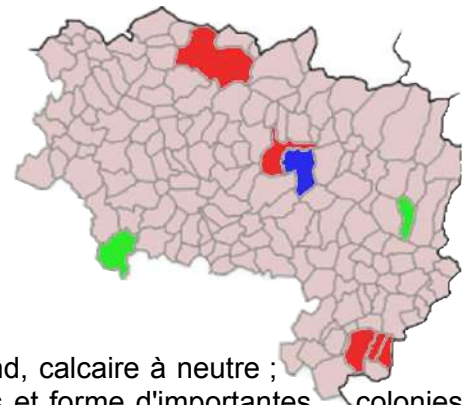 nd, calcaire à neutre ;
s et forme d'importantes colonies